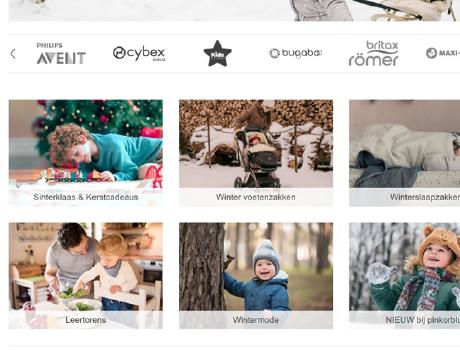 PHILIPS
AVENT
cybex
GOLD
Kids
bugaboo
britax
römer
MAXI-
Sinterklaas & Kerstcadeaus
Winter voetenzakken
Winterslaapzakken
Leertorens
Wintermode
NIEUW bij pinkorblu